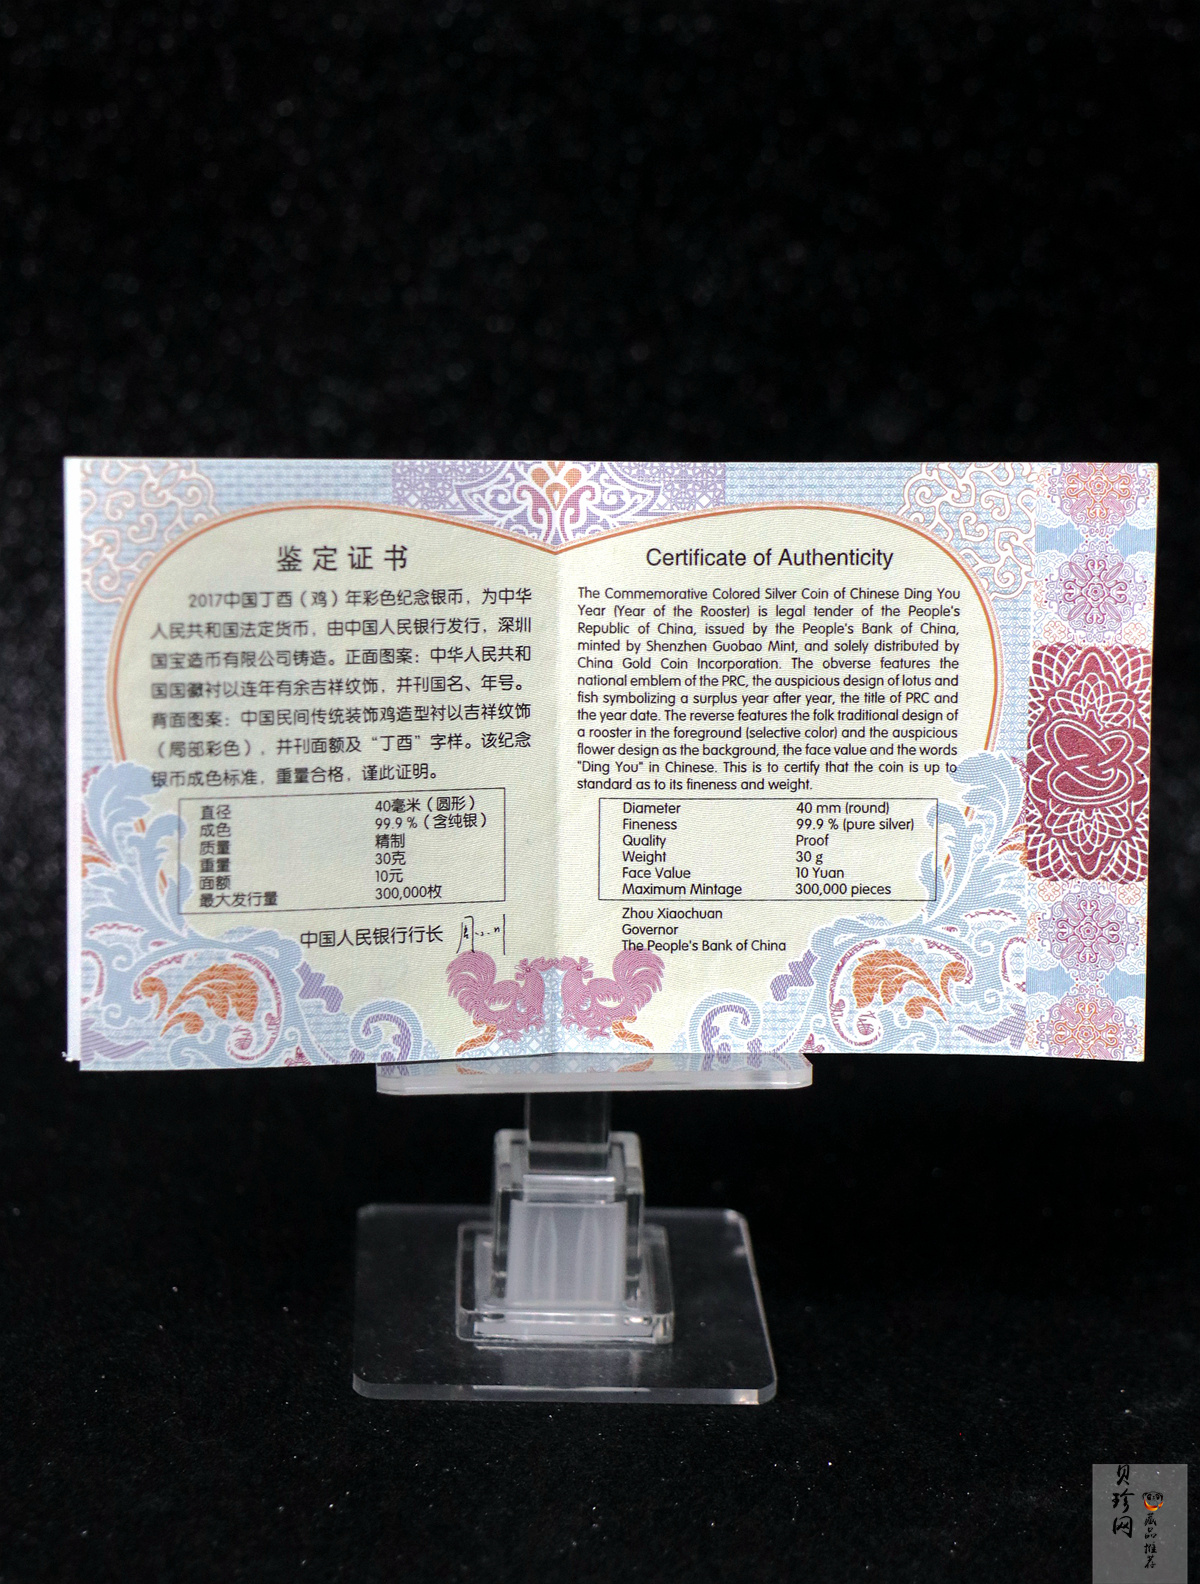 鉴定证书
2017中国丁酉（鸡）年彩色纪念银币，为中华
人民共和国法定货币，由中国人民银行发行，深圳
国宝造币有限公司铸造。正面图案：中华人民共和
国国徽衬以连年有余吉祥纹饰，并刊国名、年号。
背面图案：中国民间传统装饰鸡造型衬以吉祥纹饰
（局部彩色），并刊面额及“丁酉”字样。该纪念
银币成色标准，重量合格，谨此证明。
直径 40毫米（圆形）
成色 99.9 %（含纯银）
质量 精制
重量 30克
面额 10元
最大发行量 300,000枚
中国人民银行行长
Certificate of Authenticity
The Commemorative Colored Silver Coin of Chinese Ding You
Year (Year of the Rooster) is legal tender of the People's
Republic of China, issued by the People's Bank of China,
minted by Shenzhen Guobao Mint, and solely distributed by
China Gold Coin Incorporation. The obverse features the
national emblem of the PRC, the auspicious design of lotus and
fish symbolizing a surplus year after year, the title of PRC and
the year date. The reverse features the folk traditional design of
a rooster in the foreground (selective color) and the auspicious
flower design as the background, the face value and the words
"Ding You" in Chinese. This is to certify that the coin is up to
standard as to its fineness and weight.
Diameter 40 mm (round)
Fineness 99.9 % (pure silver)
Quality Proof
Weight 30 g
Face Value 10 Yuan
Maximum Mintage 300,000 pieces
Zhou Xiaochuan
Governor
The People's Bank of China
贝珍网
藏品推荐